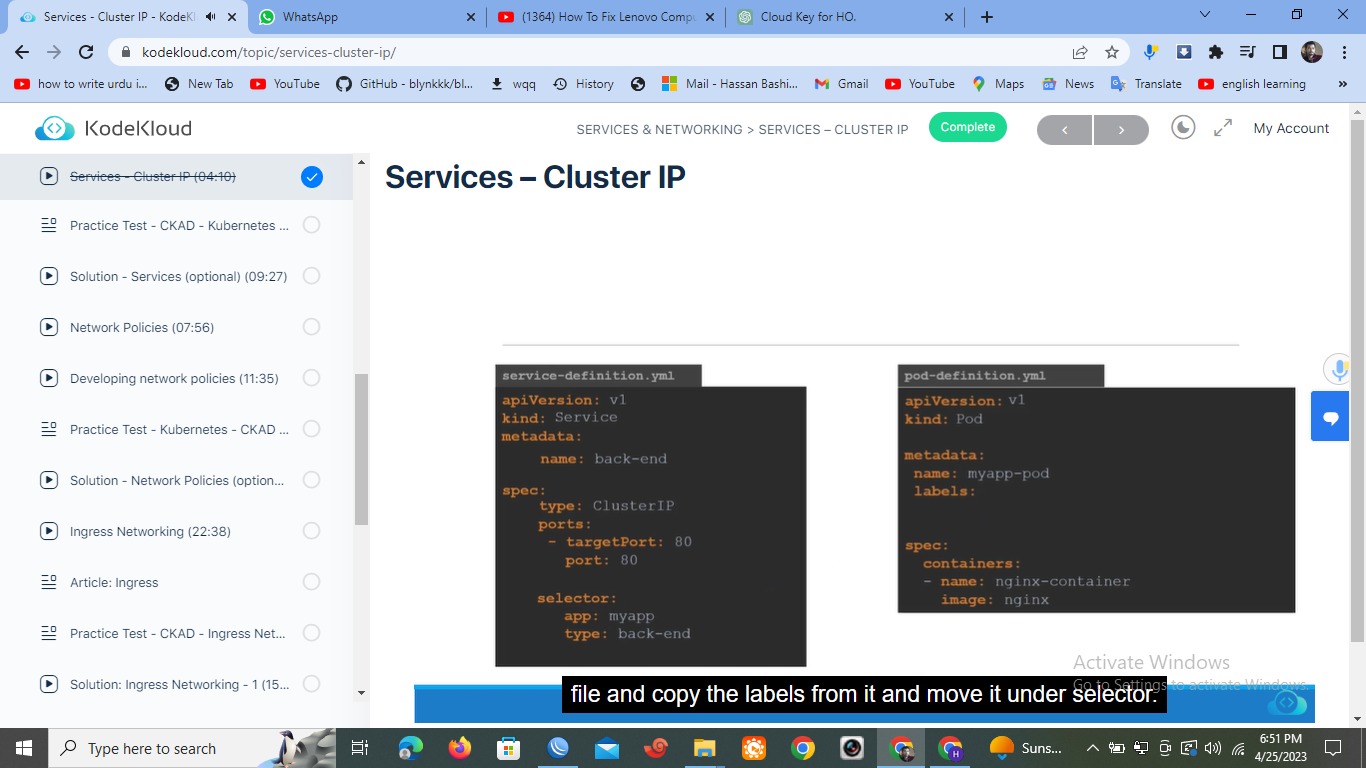 Services - Cluster IP - KodeKl
WhatsApp
(1364) How To Fix Lenovo Compu
Cloud Key for HO.
kodekloud.com/topic/services-cluster-ip/
how to write urdu i...
New Tab
YouTube
GitHub - blynkkk/bl...
wqq
History
Mail - Hassan Bashi...
Gmail
YouTube
Maps
News
Translate
english learning
»
KodeKloud
SERVICES & NETWORKING > SERVICES – CLUSTER IP
Complete
My Account
Services - Cluster IP (04:10)
Practice Test - CKAD - Kubernetes ...
Solution - Services (optional) (09:27)
Network Policies (07:56)
Developing network policies (11:35)
Practice Test - Kubernetes - CKAD ...
Solution - Network Policies (option...
Ingress Networking (22:38)
Article: Ingress
Practice Test - CKAD - Ingress Net...
Solution: Ingress Networking - 1 (15...
Services – Cluster IP
service-definition.yml
apiVersion: v1
kind: Service
metadata:
name: back-end
spec:
type: ClusterIP
ports:
- targetPort: 80
port: 80
selector:
app: myapp
type: back-end
pod-definition.yml
apiVersion: v1
kind: Pod
metadata:
name: myapp-pod
labels:
spec:
containers:
- name: nginx-container
image: nginx
Activate Windows
Go to Settings to activate Windows.
file and copy the labels from it and move it under selector.
Type here to search
Suns...
6:51 PM
4/25/2023